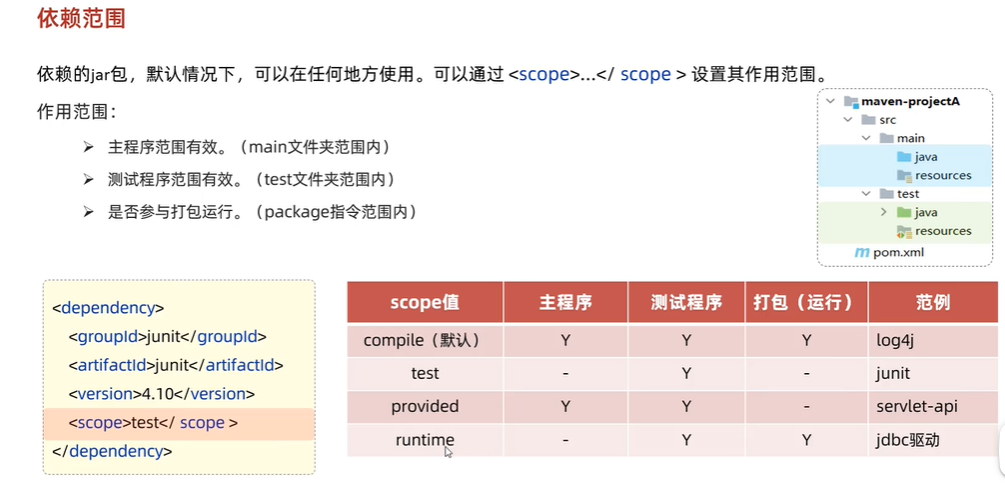 依赖范围
依赖的jar包，默认情况下，可以在任何地方使用。可以通过 <scope>...</ scope > 设置其作用范围。
作用范围：
➢ 主程序范围有效。（main文件夹范围内）
➢ 测试程序范围有效。（test文件夹范围内）
➢ 是否参与打包运行。（package指令范围内）
maven-projectA
src
main
java
resources
test
java
resources
pom.xml
<dependency>
<groupId>junit</groupId>
<artifactId>junit</artifactId>
<version>4.10</version>
<scope>test</ scope >
</dependency>
scope值 主程序 测试程序 打包（运行） 范例
compile（默认） Y Y Y log4j
test - Y - junit
provided Y Y - servlet-api
runtime - Y Y jdbc驱动